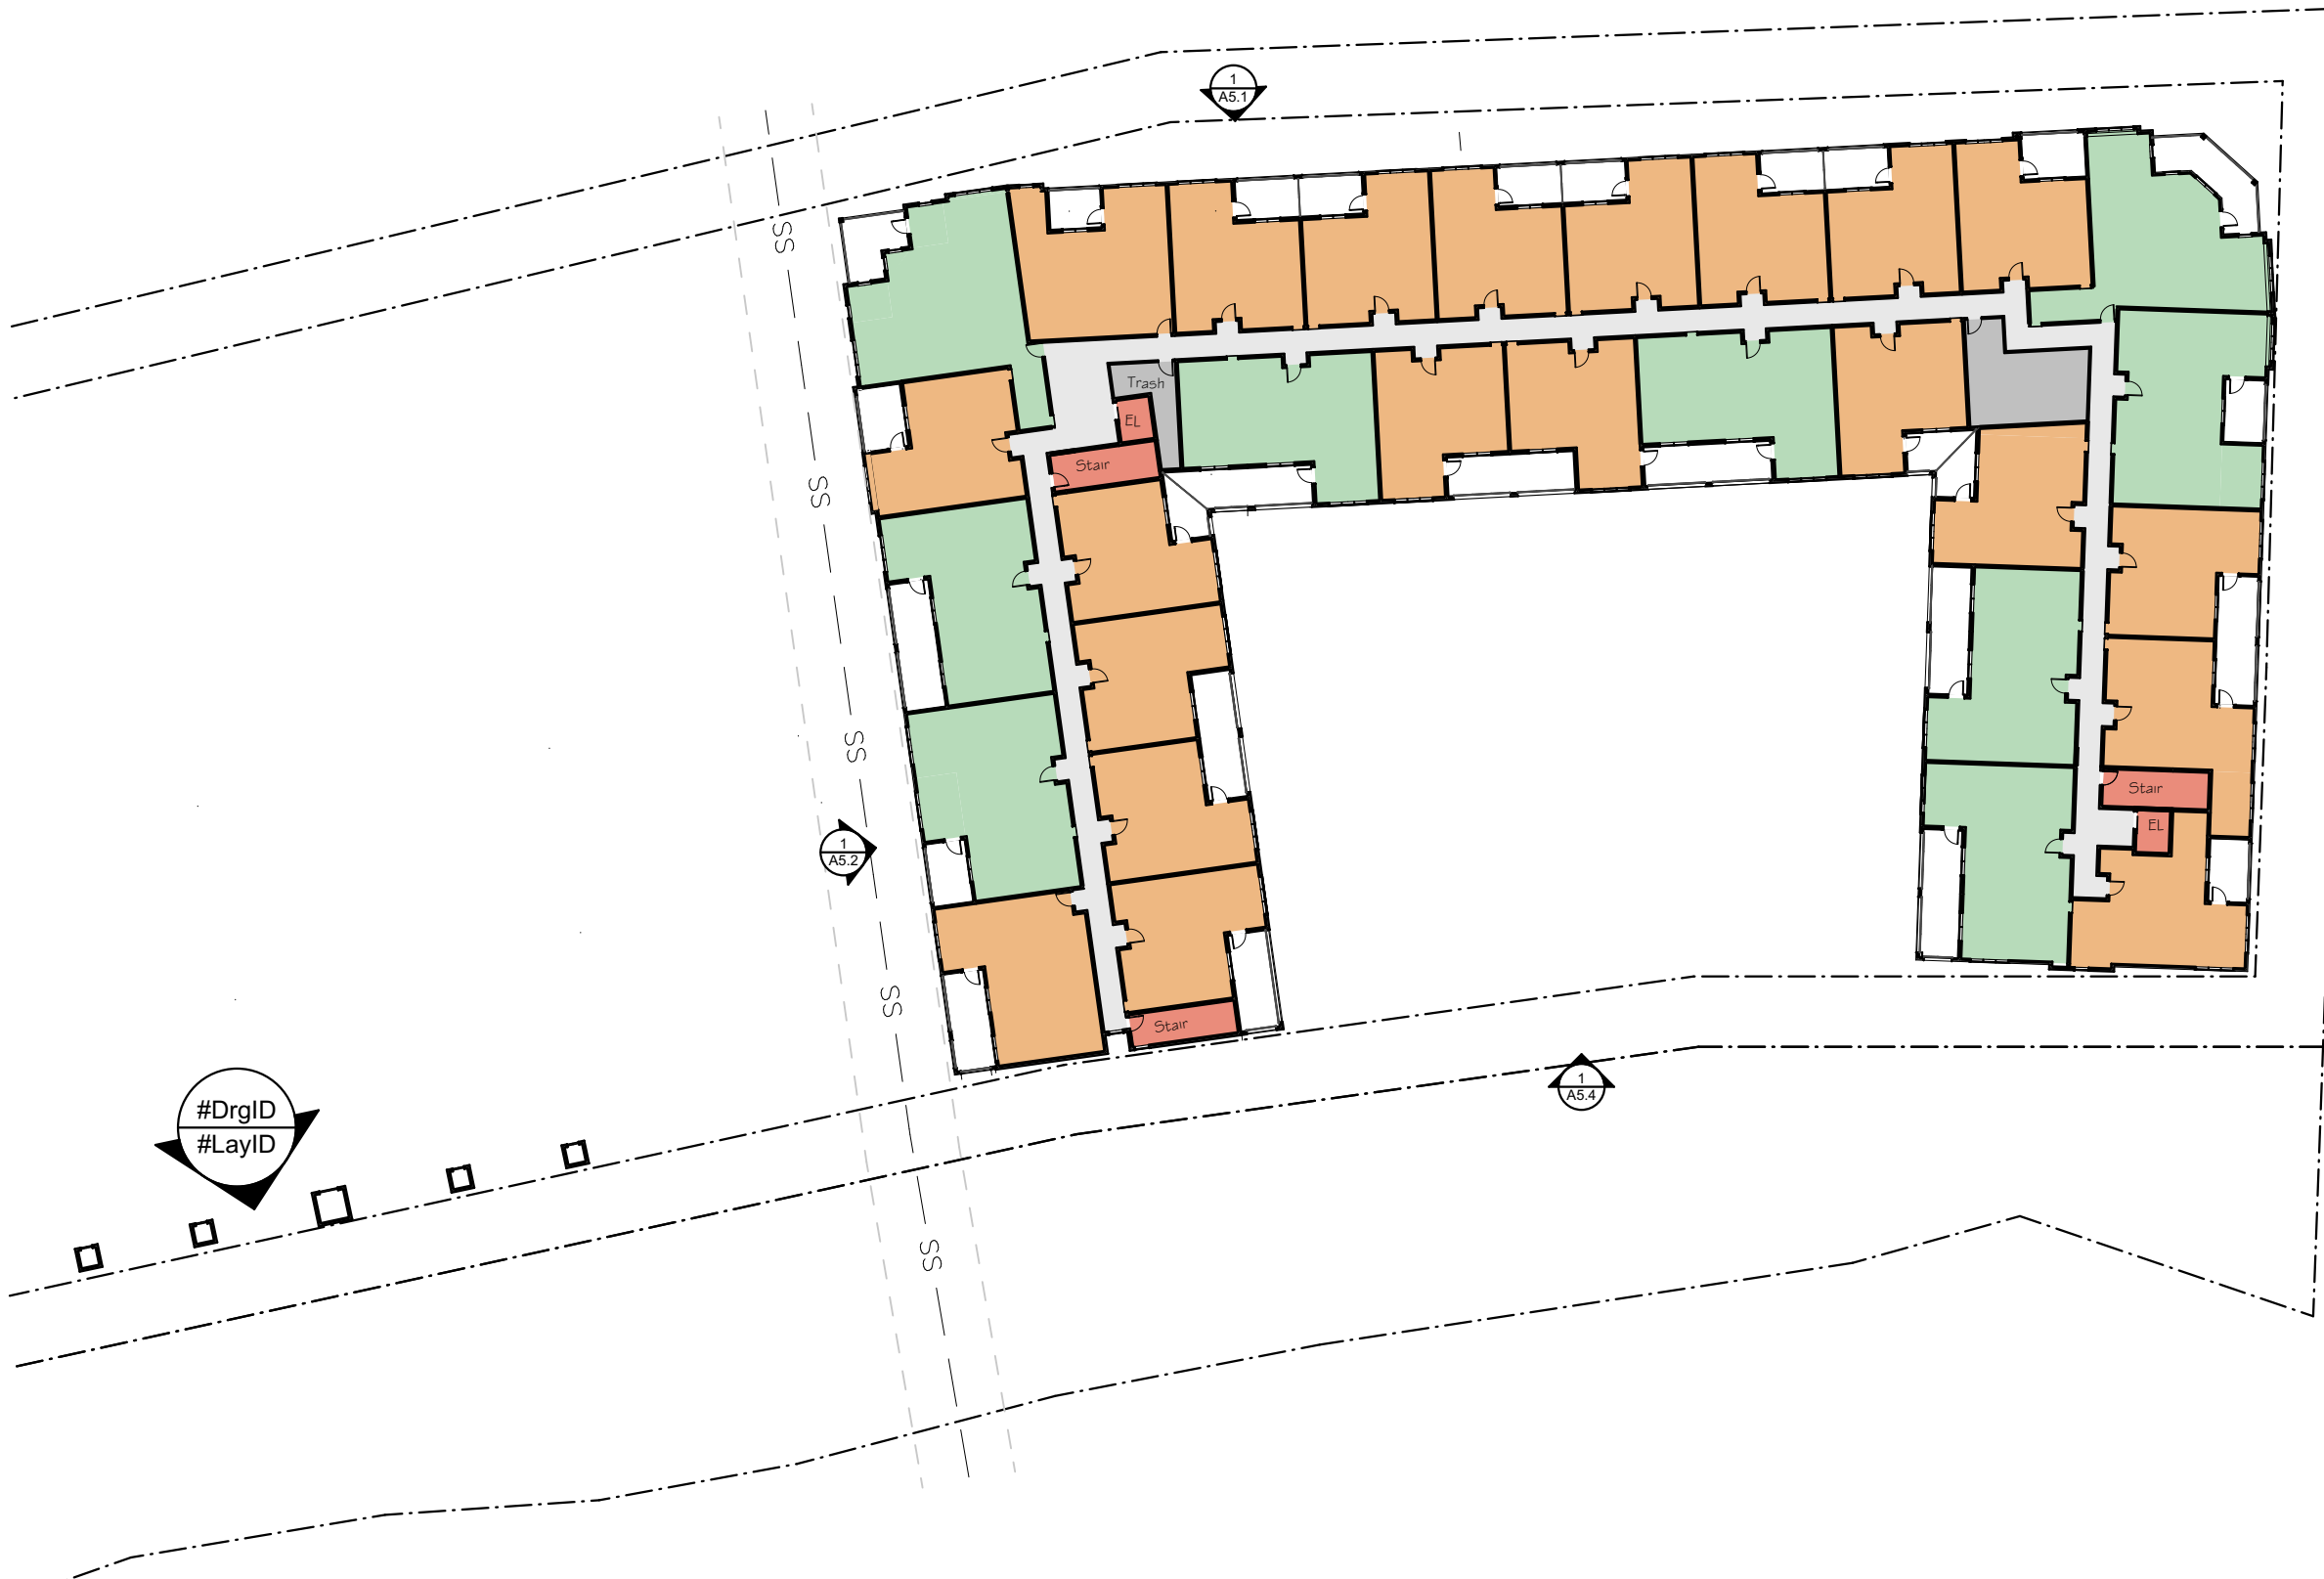 1
A5.1
SS
Trash
EL
Stair
SS
SS
Stair
EL
1
A5.2
SS
Stair
1
A5.4
#DrgID
#LayID
SS